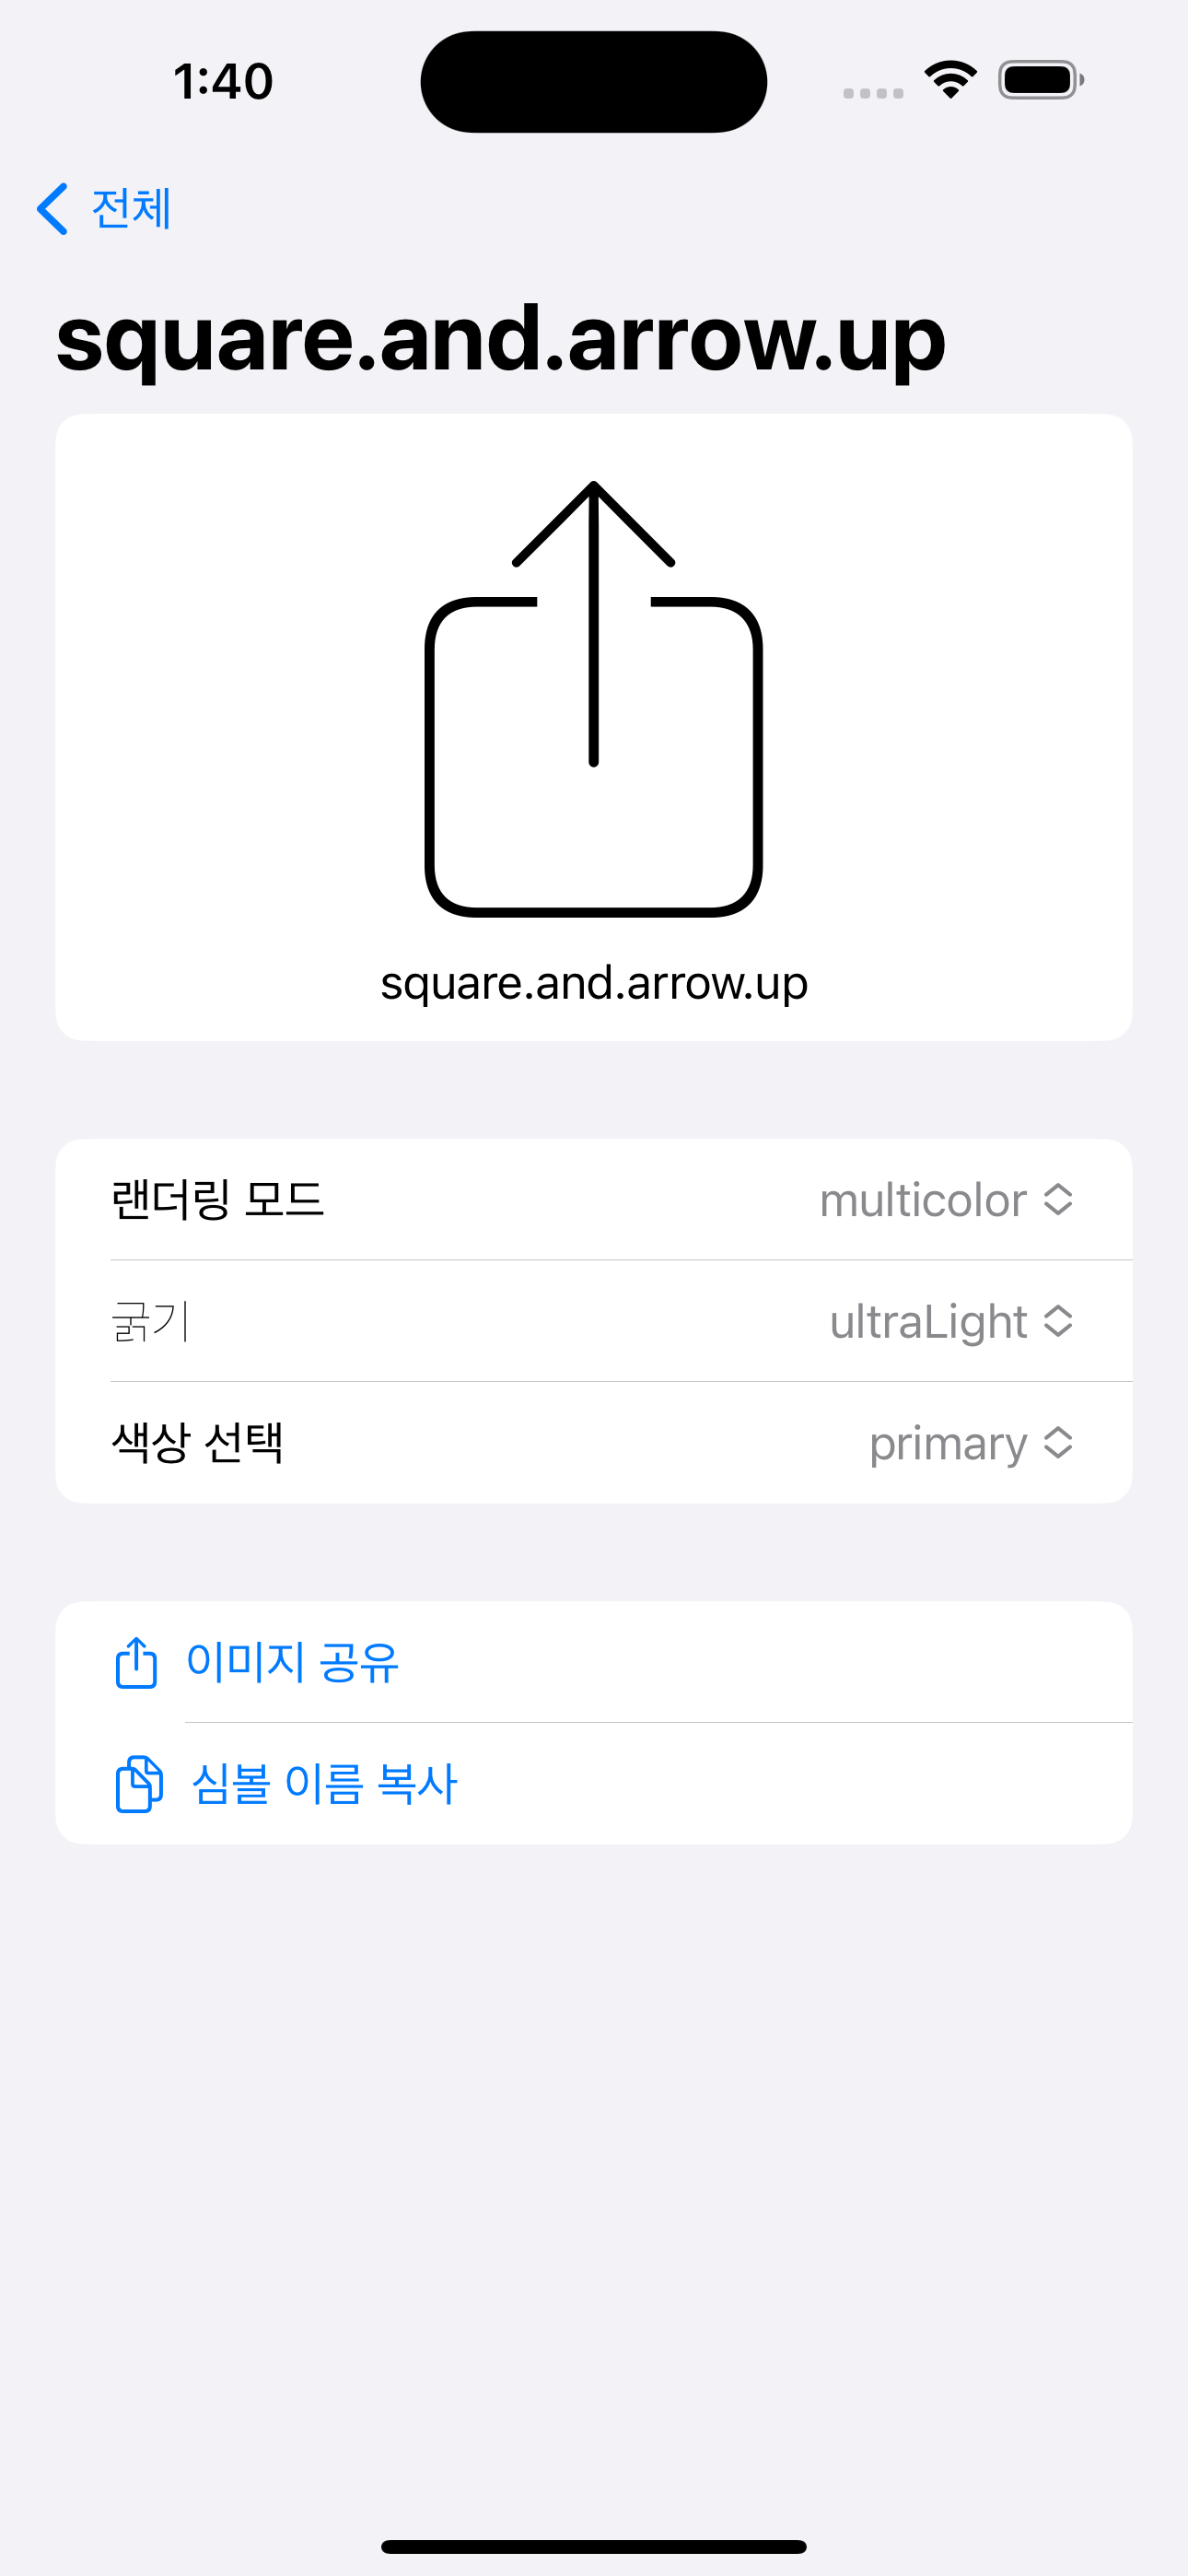 1:40
전체
square.and.arrow.up
square.and.arrow.up
랜더링 모드
multicolor
굵기
ultraLight
색상 선택
primary
이미지 공유
심볼 이름 복사